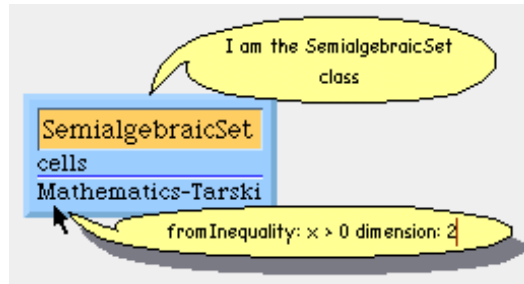 I am the SemialgebraicSet
class
SemialgebraicSet
cells
Mathematics-Tarski
fromInequality: x > 0 dimension: 2